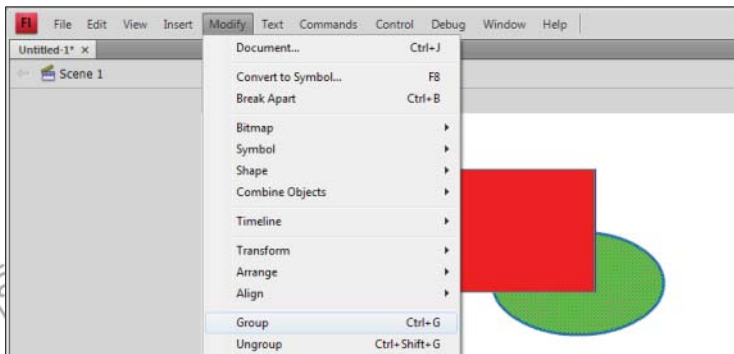 Fl File Edit View Insert Modify Text Commands Control Debug Window Help
Untitled-1* ×
Scene 1
Document... Ctrl+J
Convert to Symbol... F8
Break Apart Ctrl+B
Bitmap
Symbol
Shape
Combine Objects
Timeline
Transform
Arrange
Align
Group Ctrl+G
Ungroup Ctrl+Shift+G